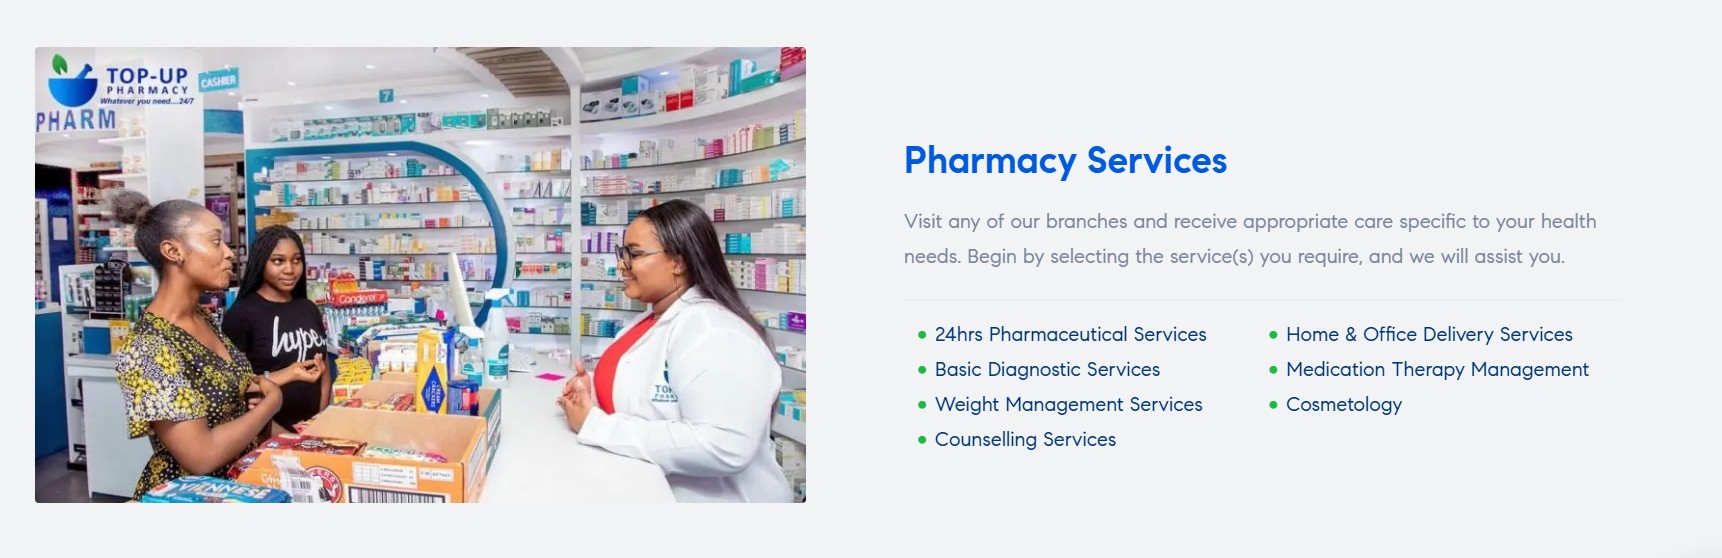 TOP-UP
PHARMACY
Whatever you need....24/7
CASHIER
7
PHARM
Canderel
hype
VIENNESE
Pharmacy Services
Visit any of our branches and receive appropriate care specific to your health
needs. Begin by selecting the service(s) you require, and we will assist you.
24hrs Pharmaceutical Services
Basic Diagnostic Services
Weight Management Services
Counselling Services
Home & Office Delivery Services
Medication Therapy Management
Cosmetology